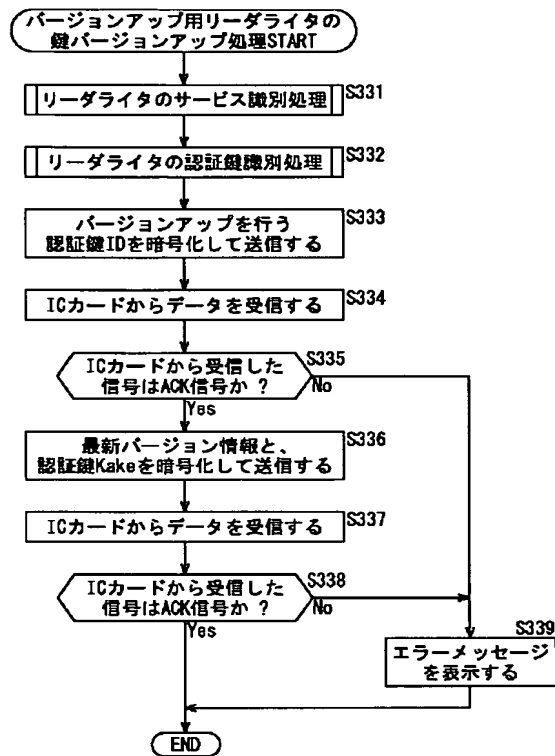 バージョンアップ用リーダライタの
鍵バージョンアップ処理START
リーダライタのサービス識別処理
S331
リーダライタの認証鍵識別処理
S332
バージョンアップを行う
認証鍵IDを暗号化して送信する
S333
ICカードからデータを受信する
S334
ICカードから受信した
信号はACK信号か ?
S335
No
Yes
最新バージョン情報と、
認証鍵Kakeを暗号化して送信する
S336
ICカードからデータを受信する
S337
ICカードから受信した
信号はACK信号か ?
S338
No
Yes
S339
エラーメッセージ
を表示する
END